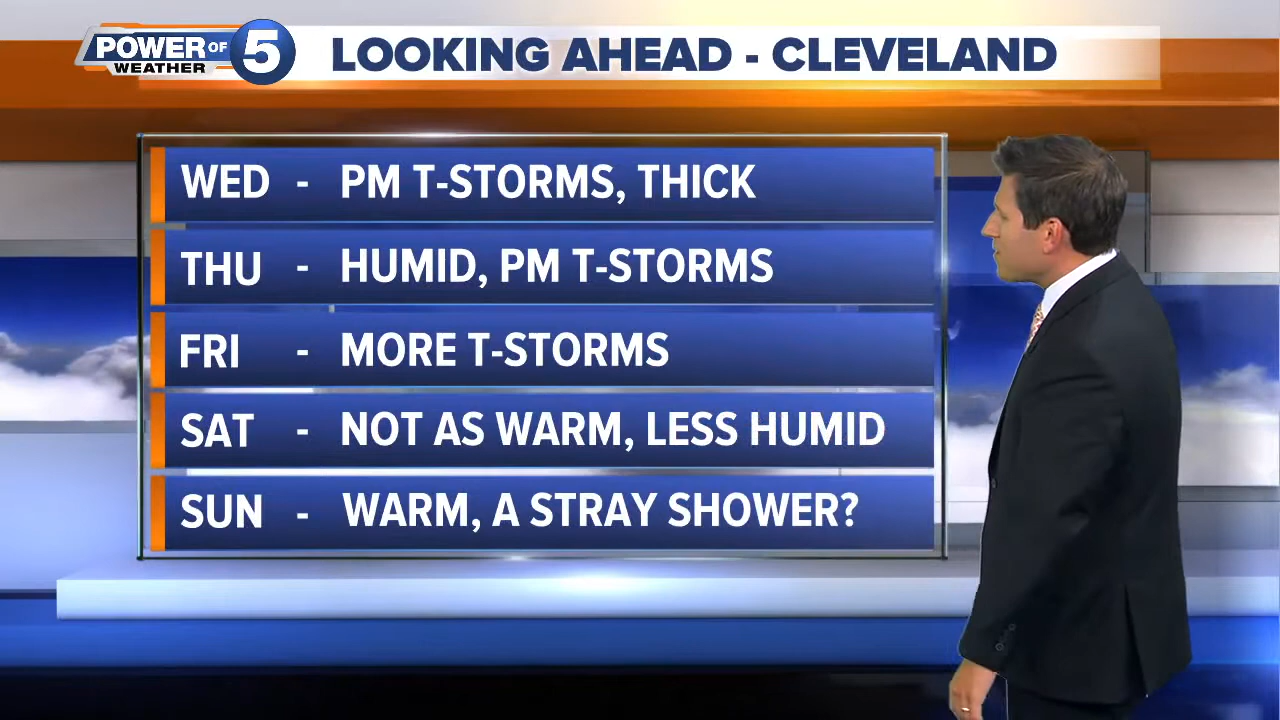 POWER OF 5
WEATHER
LOOKING AHEAD - CLEVELAND
WED - PM T-STORMS, THICK
THU - HUMID, PM T-STORMS
FRI - MORE T-STORMS
SAT - NOT AS WARM, LESS HUMID
SUN - WARM, A STRAY SHOWER?